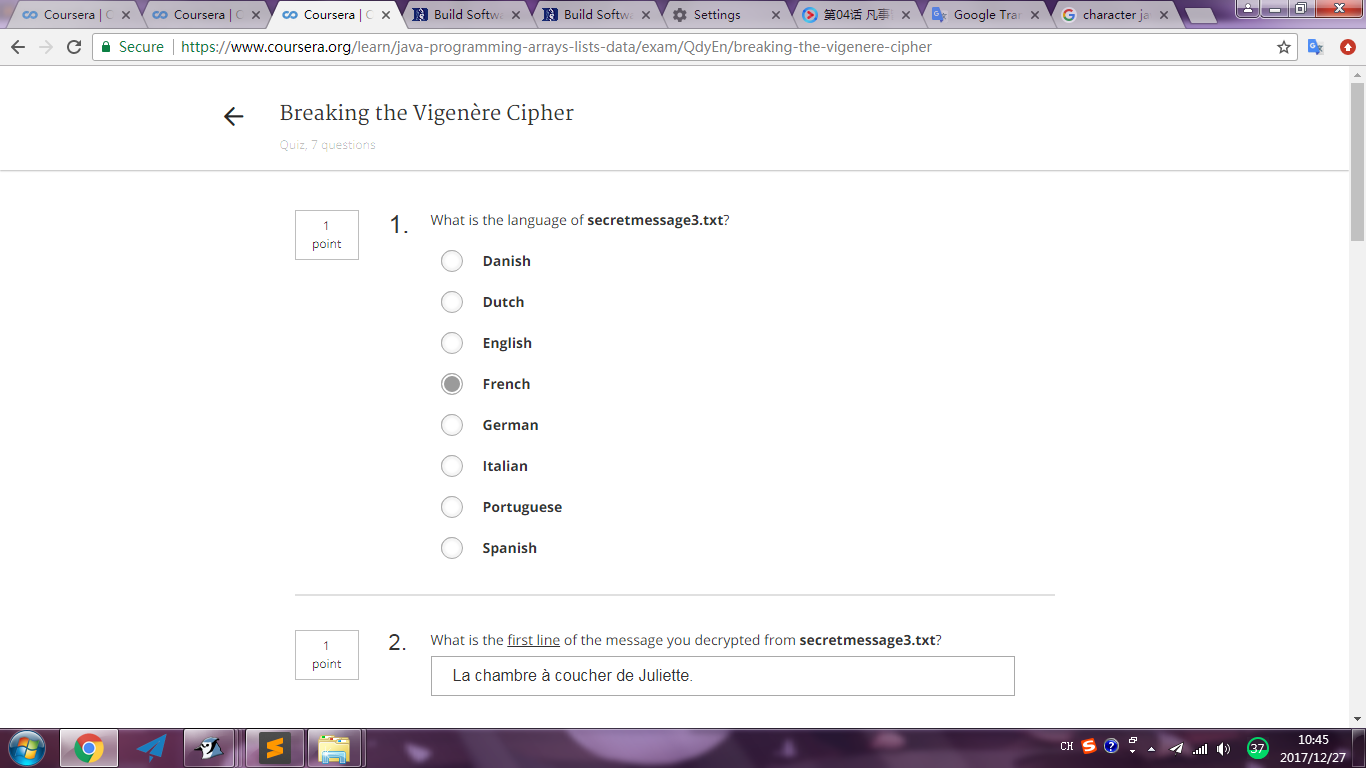 Coursera | C
Coursera | C
Coursera | C
Build Softwa
Build Softwa
Settings
第04话 凡事
Google Tran
character ja
Secure
https://www.coursera.org/learn/java-programming-arrays-lists-data/exam/QdyEn/breaking-the-vigenere-cipher
Breaking the Vigenère Cipher
Quiz, 7 questions
1
point
1.
What is the language of secretmessage3.txt?
Danish
Dutch
English
French
German
Italian
Portuguese
Spanish
1
point
2.
What is the first line of the message you decrypted from secretmessage3.txt?
La chambre à coucher de Juliette.
CH
37
10:45
2017/12/27